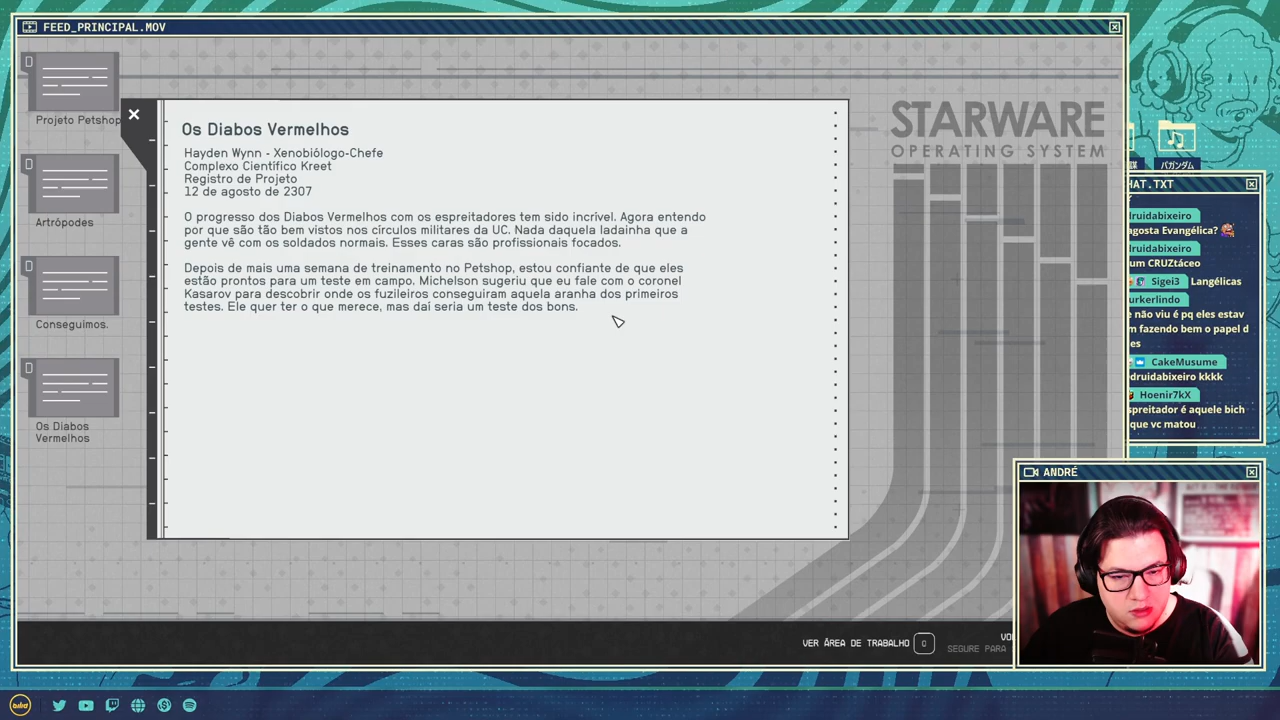 FEED_PRINCIPAL.MOV
Projeto Petshop
Artrópodes
Conseguimos.
Os Diabos
Vermelhos
Os Diabos Vermelhos
Hayden Wynn - Xenobiólogo-Chefe
Complexo Científico Kreet
Registro de Projeto
12 de agosto de 2307
O progresso dos Diabos Vermelhos com os espreitadores tem sido incrível. Agora entendo
por que são tão bem vistos nos círculos militares da UC. Nada daquela ladainha que a
gente vê com os soldados normais. Esses caras são profissionais focados.
Depois de mais uma semana de treinamento no Petshop, estou confiante de que eles
estão prontos para um teste em campo. Michelson sugeriu que eu fale com o coronel
Kasarov para descobrir onde os fuzileiros conseguiram aquela aranha dos primeiros
testes. Ele quer ter o que merece, mas daí seria um teste dos bons.
STARWARE
OPERATING SYSTEM
VER ÁREA DE TRABALHO
SEGURE PARA
バガンダム
HAT.TXT
druidabixeiro
agosta Evangélica?
druidabixeiro
um CRUZtáceo
Sigei3 Langélicas
urkerlindo
e não viu é pq eles estav
m fazendo bem o papel d
es
CakeMusume
druidabixeiro kkkk
Hoenir7kX
spreitador é aquele bich
que vc matou
ANDRÉ